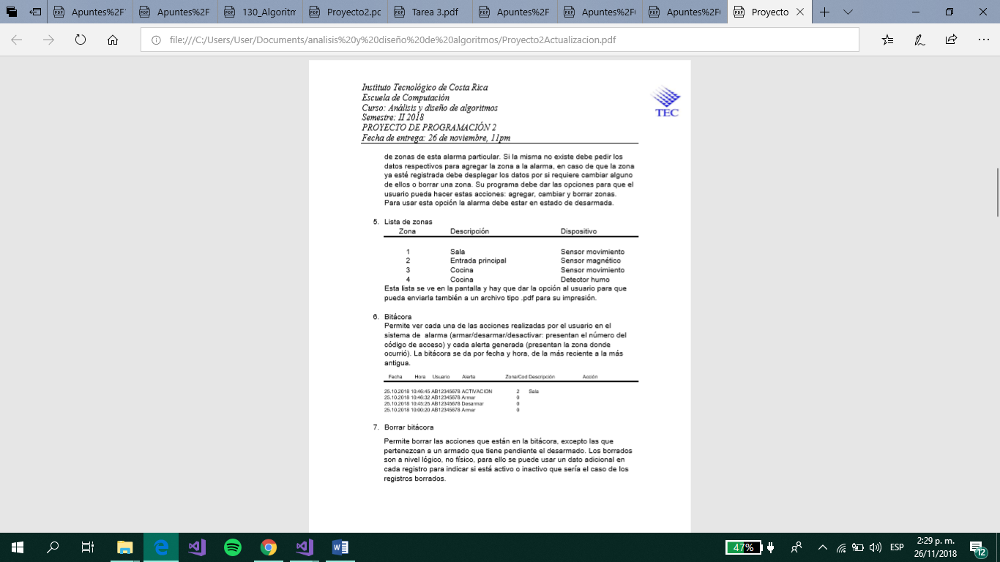 Apuntes%2F
Apuntes%2F
130_Algoritm
Proyecto2.pc
Tarea 3.pdf
Apuntes%2F
Apuntes%2F(
Apuntes%2F(
Proyecto
file:///C:/Users/User/Documents/analisis%20y%20diseño%20de%20algoritmos/Proyecto2Actualizacion.pdf
Instituto Tecnológico de Costa Rica
Escuela de Computación
Curso: Análisis y diseño de algoritmos
Semestre: II 2018
PROYECTO DE PROGRAMACIÓN 2
Fecha de entrega: 26 de noviembre, 11pm
TEC
de zonas de esta alarma particular. Si la misma no existe debe pedir los
datos respectivos para agregar la zona a la alarma, en caso de que la zona
ya esté registrada debe desplegar los datos por si requiere cambiar alguno
de ellos o borrar una zona. Su programa debe dar las opciones para que el
usuario pueda hacer estas acciones: agregar, cambiar y borrar zonas.
Para usar esta opción la alarma debe estar en estado de desarmada.
5. Lista de zonas
Zona Descripción Dispositivo
1 Sala Sensor movimiento
2 Entrada principal Sensor magnético
3 Cocina Sensor movimiento
4 Cocina Detector humo
Esta lista se ve en la pantalla y hay que dar la opción al usuario para que
pueda enviarla también a un archivo tipo .pdf para su impresión.
6. Bitácora
Permite ver cada una de las acciones realizadas por el usuario en el
sistema de alarma (armar/desarmar/desactivar: presentan el número del
código de acceso) y cada alerta generada (presentan la zona donde
ocurrió). La bitácora se da por fecha y hora, de la más reciente a la más
antigua.
Fecha Hora Usuario Alerta Zona/Cod Descripción Acción
25.10.2018 10:46:45 AB12345678 ACTIVACION 2 Sala
25.10.2018 10:46:32 AB12345678 Armar 0
25.10.2018 10:45:25 AB12345678 Desarmar 0
25.10.2018 10:00:20 AB12345678 Armar 0
7. Borrar bitácora
Permite borrar las acciones que están en la bitácora, excepto las que
pertenezcan a un armado que tiene pendiente el desarmado. Los borrados
son a nivel lógico, no físico, para ello se puede usar un dato adicional en
cada registro para indicar si está activo o inactivo que sería el caso de los
registros borrados.
47%
ESP
2:29 p. m.
26/11/2018
12